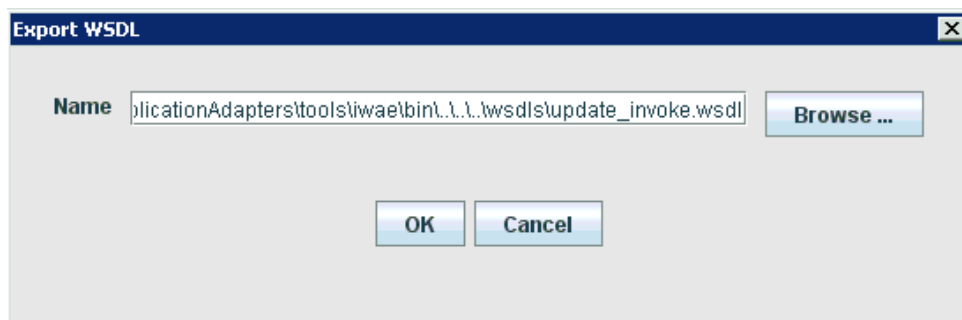 Export WSDL
Name
plicationAdapters\tools\iwae\bin\..\..\..\wsdls\update_invoke.wsdl
Browse ...
OK
Cancel